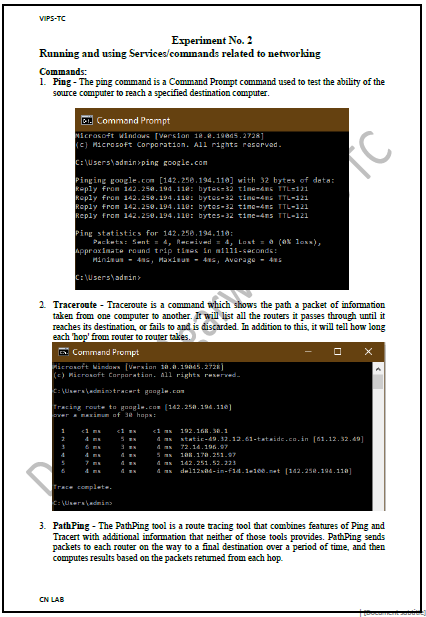 VIPS-TC
Experiment No. 2
Running and using Services/commands related to networking
Commands:
1. Ping - The ping command is a Command Prompt command used to test the ability of the
source computer to reach a specified destination computer.
Command Prompt
Microsoft Windows [Version 10.0.19045.2728]
(c) Microsoft Corporation. All rights reserved.
C:\Users\admin>ping google.com
Pinging google.com [142.250.194.110] with 32 bytes of data:
Reply from 142.250.194.110: bytes=32 time=4ms TTL=121
Reply from 142.250.194.110: bytes=32 time=4ms TTL=121
Reply from 142.250.194.110: bytes=32 time=4ms TTL=121
Reply from 142.250.194.110: bytes=32 time=4ms TTL=121
Ping statistics for 142.250.194.110:
Packets: Sent = 4, Received = 4, Lost = 0 (0% loss),
Approximate round trip times in milli-seconds:
Minimum = 4ms, Maximum = 4ms, Average = 4ms
C:\Users\admin>
2. Traceroute - Traceroute is a command which shows the path a packet of information
taken from one computer to another. It will list all the routers it passes through until it
reaches its destination, or fails to and is discarded. In addition to this, it will tell how long
each 'hop' from router to router takes.
Command Prompt
Microsoft Windows [Version 10.0.19045.2728]
(c) Microsoft Corporation. All rights reserved.
C:\Users\admin>tracert google.com
Tracing route to google.com [142.250.194.110]
over a maximum of 30 hops:
1 <1 ms <1 ms <1 ms 192.168.30.1
2 4 ms 5 ms 4 ms static-49.32.12.61-tataidc.co.in [61.12.32.49]
3 6 ms 3 ms 4 ms 72.14.196.97
4 4 ms 4 ms 5 ms 108.170.251.97
5 7 ms 4 ms 4 ms 142.251.52.223
6 4 ms 4 ms 4 ms del12s04-in-f14.1e100.net [142.250.194.110]
Trace complete.
C:\Users\admin>
3. PathPing - The PathPing tool is a route tracing tool that combines features of Ping and
Tracert with additional information that neither of those tools provides. PathPing sends
packets to each router on the way to a final destination over a period of time, and then
computes results based on the packets returned from each hop.
CN LAB
[Document subtitle]